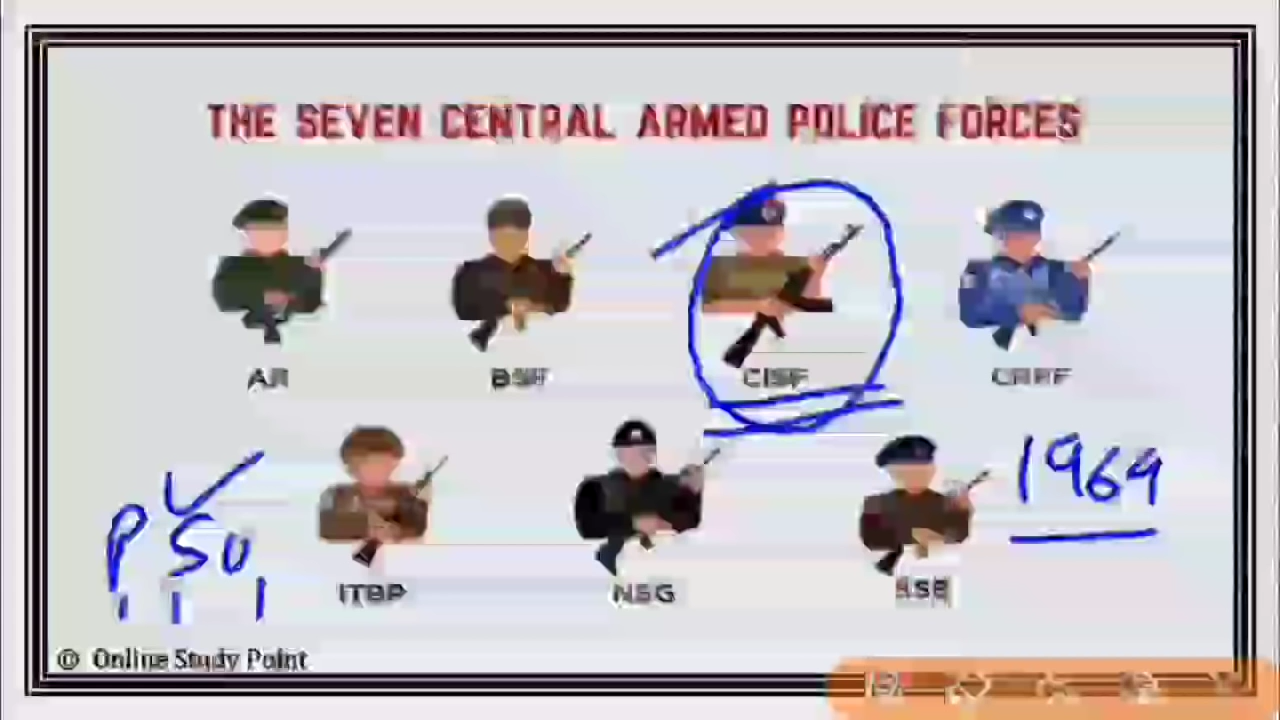 THE SEVEN CENTRAL ARMED POLICE FORCES
AR BSF CISF CRPF
1969
PSU
ITBP NSG SSB
© Online Study Point